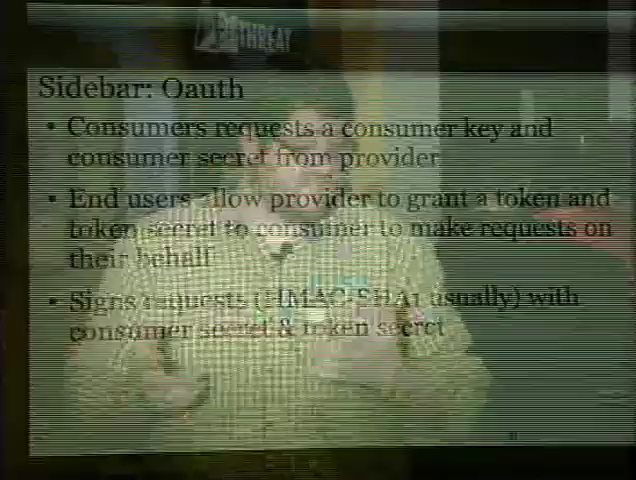 THREAT
Sidebar: Oauth
• Consumers requests a consumer key and
consumer secret from provider
• End users allow provider to grant a token and
token secret to consumer to make requests on
their behalf
• Signs requests (HMAC-SHA1 usually) with
consumer secret & token secret